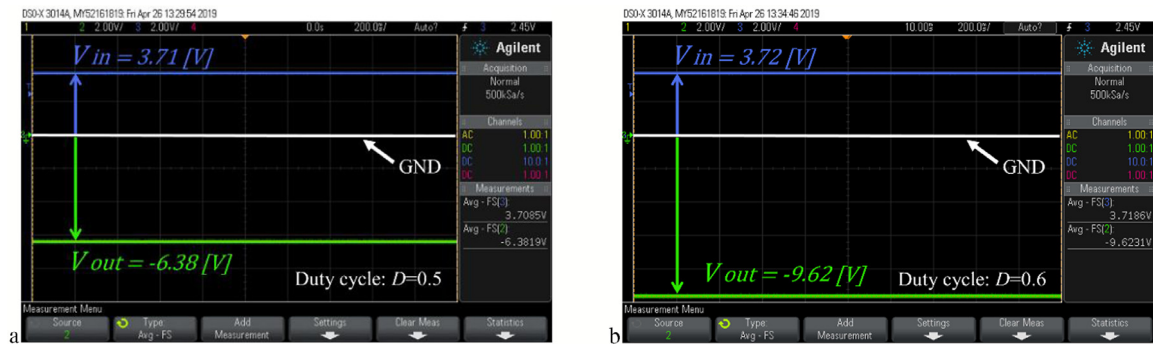 DSO-X 3014A, MY52161819: Fri Apr 26 13:29:54 2019
1 2 2.00V/ 3 2.00V/ 4 0.0s 200.0%/ Auto? 3 2.45V
V in = 3.71 [V]
GND
V out = -6.38 [V]
Duty cycle: D=0.5
Agilent
Acquisition
Normal
500kSa/s
Channels
AC 1.00:1
DC 1.00:1
DC 10.0:1
DC 1.00:1
Measurements
Avg - FS(3):
3.7085V
Avg - FS(2):
-6.3819V
Measurement Menu
Source
2
Type:
Avg - FS
Add
Measurement
Settings
Clear Meas
Statistics
a
DSO-X 3014A, MY52161819: Fri Apr 26 13:34:46 2019
2 2.00V/ 3 2.00V/ 4 10.00% 200.0%/ Auto? 3 2.45V
V in = 3.72 [V]
GND
V out = -9.62 [V]
Duty cycle: D=0.6
Agilent
Acquisition
Normal
500kSa/s
Channels
AC 1.00:1
DC 1.00:1
DC 10.0:1
DC 1.00:1
Measurements
Avg - FS(3):
3.7186V
Avg - FS(2):
-9.6231V
Measurement Menu
Source
2
Type:
Avg - FS
Add
Measurement
Settings
Clear Meas
Statistics
b